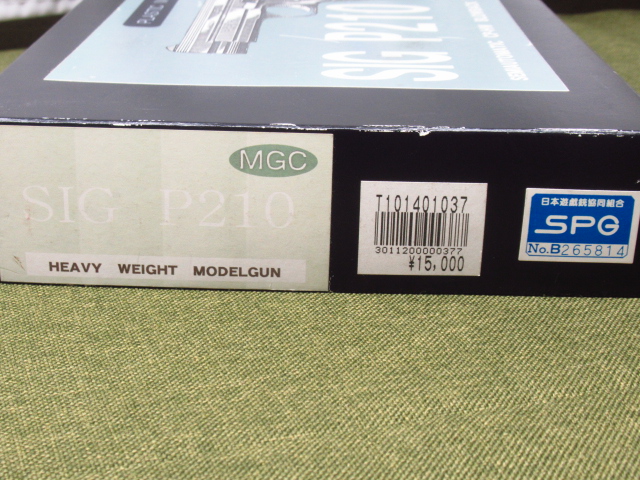 SIG P210
MGC
SIG P210
HEAVY WEIGHT MODELGUN
T101401037
3011200000377
¥15,000
日本遊戯銃協同組合
SPG
No.B265814